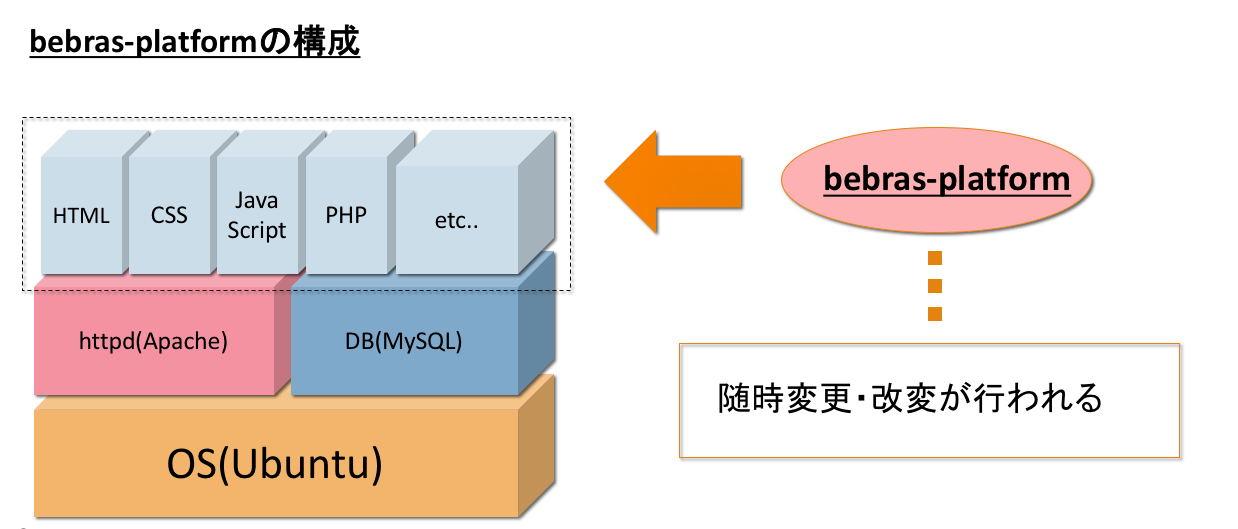 bebras-platformの構成
HTML
CSS
Java
Script
PHP
etc..
bebras-platform
httpd(Apache)
DB(MySQL)
随時変更・改変が行われる
OS(Ubuntu)